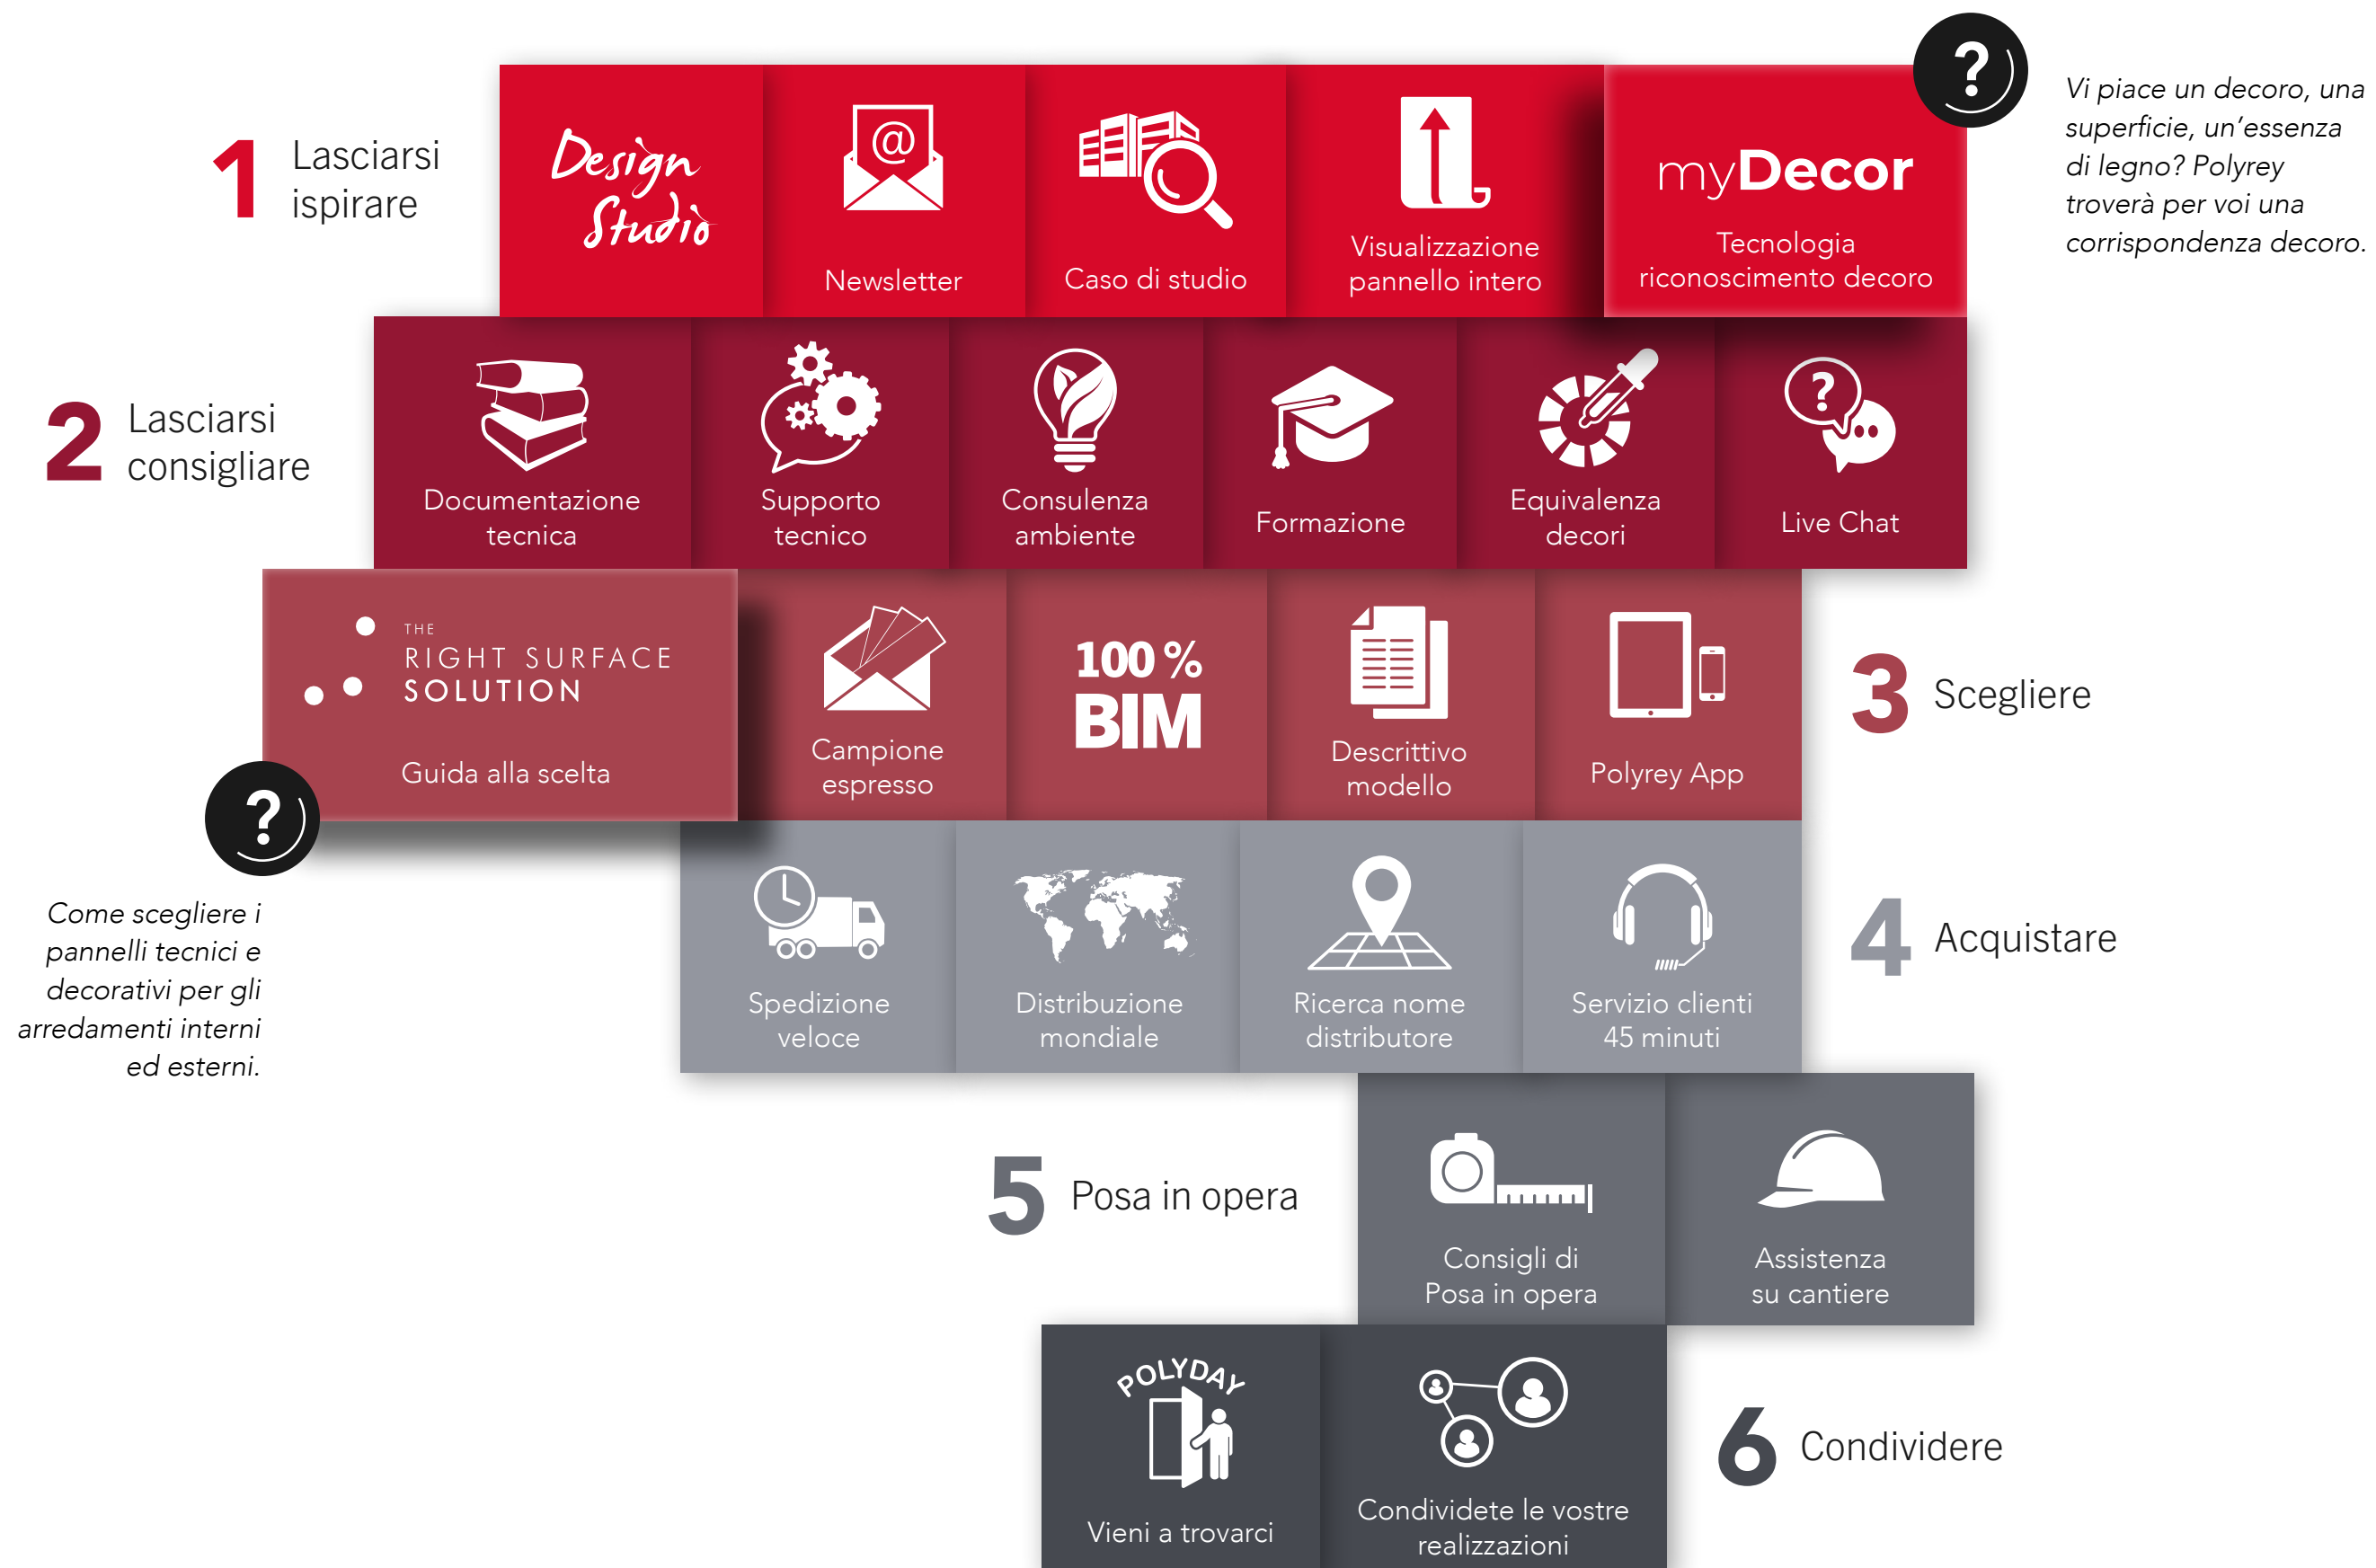 1
Lasciarsi
ispirare
Design
Studio
@
Newsletter
Caso di studio
Visualizzazione
pannello intero
myDecor
Tecnologia
riconoscimento decoro
?
Vi piace un decoro, una
superficie, un'essenza
di legno? Polyrey
troverà per voi una
corrispondenza decoro.
2
Lasciarsi
consigliare
Documentazione
tecnica
Supporto
tecnico
Consulenza
ambiente
Formazione
Equivalenza
decori
?
Live Chat
THE
RIGHT SURFACE
SOLUTION
Guida alla scelta
?
Come scegliere i
pannelli tecnici e
decorativi per gli
arredamenti interni
ed esterni.
Campione
espresso
100 %
BIM
Descrittivo
modello
Polyrey App
3
Scegliere
Spedizione
veloce
Distribuzione
mondiale
Ricerca nome
distributore
Servizio clienti
45 minuti
4
Acquistare
5
Posa in opera
Consigli di
Posa in opera
Assistenza
su cantiere
POLYDAY
Vieni a trovarci
Condividete le vostre
realizzazioni
6
Condividere